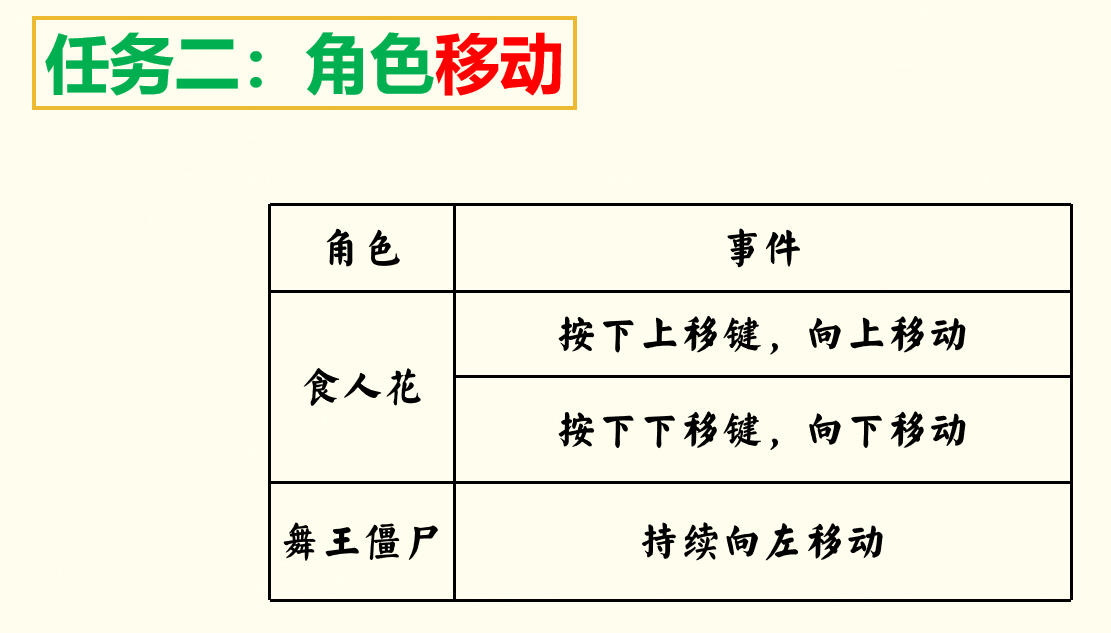 任务二：角色移动
角色 事件
食人花
按下上移键，向上移动
按下下移键，向下移动
舞王僵尸 持续向左移动